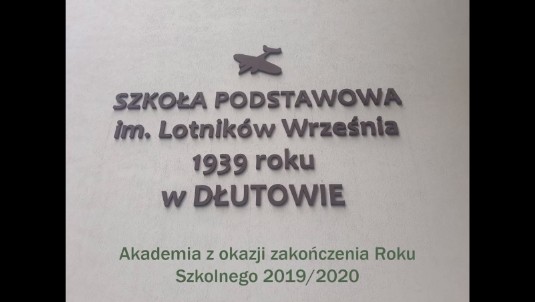 SZKOŁA PODSTAWOWA
im. Lotników Września
1939 roku
w DŁUTOWIE
Akademia z okazji zakończenia Roku
Szkolnego 2019/2020